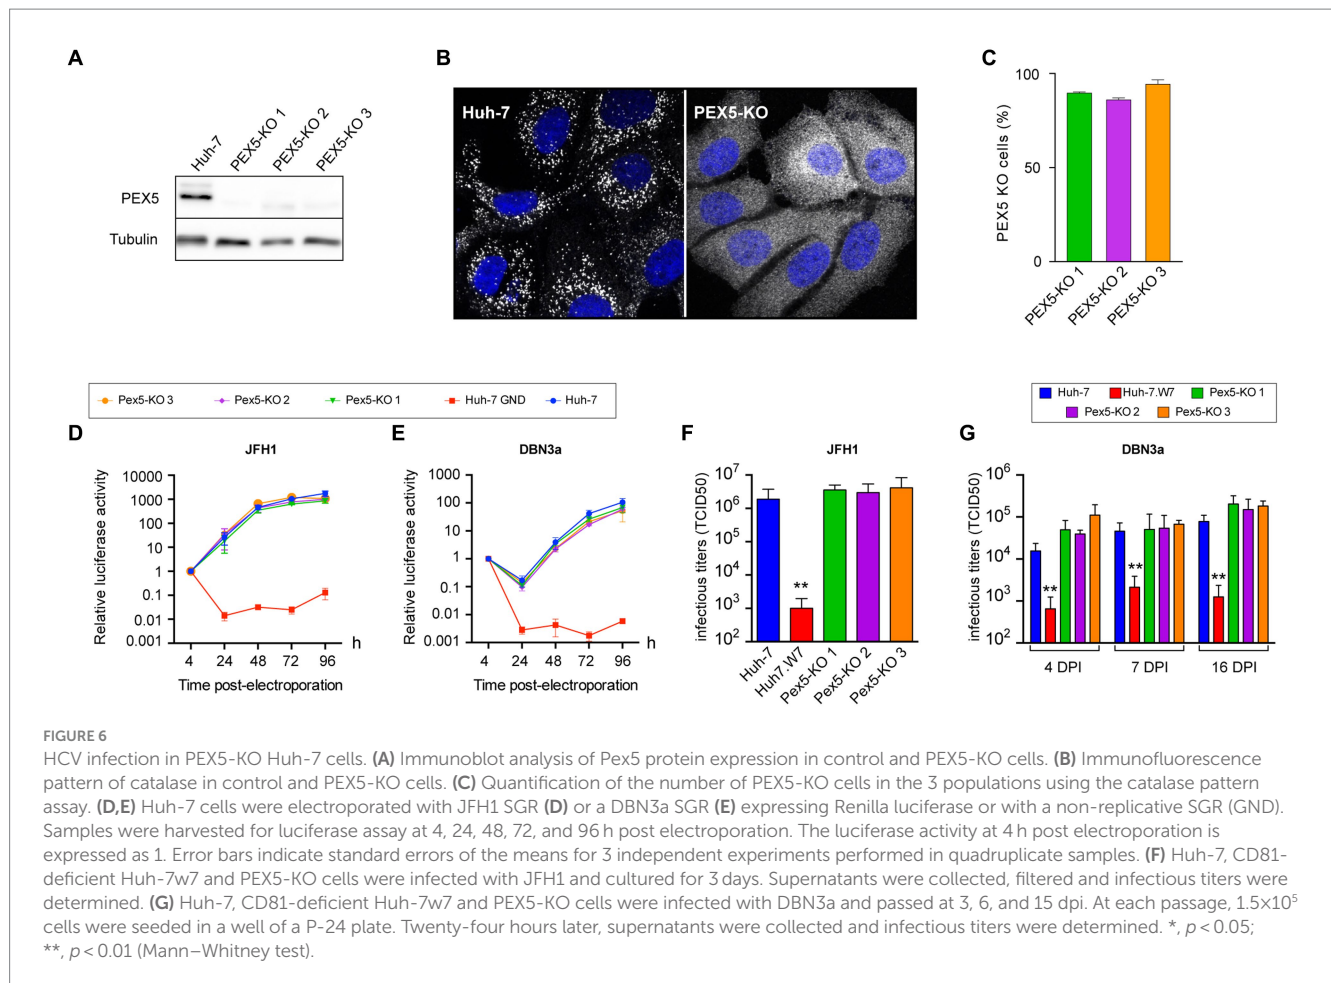 A
Huh-7
PEX5-KO 1
PEX5-KO 2
PEX5-KO 3
PEX5
Tubulin
B
Huh-7
PEX5-KO
C
PEX5 KO cells (%)
100
50
0
PEX5-KO 1
PEX5-KO 2
PEX5-KO 3
Pex5-KO 3
Pex5-KO 2
Pex5-KO 1
Huh-7 GND
Huh-7
D
JFH1
Relative luciferase activity
10000
1000
100
10
1
0.1
0.01
0.001
4 24 48 72 96 h
Time post-electroporation
E
DBN3a
Relative luciferase activity
1000
100
10
1
0.1
0.01
0.001
4 24 48 72 96 h
Time post-electroporation
F
JFH1
infectious titers (TCID50)
10⁷
10⁶
10⁵
10⁴
10³
10²
**
Huh-7
Huh7.W7
Pex5-KO 1
Pex5-KO 2
Pex5-KO 3
Huh-7
Huh-7.W7
Pex5-KO 1
Pex5-KO 2
Pex5-KO 3
G
DBN3a
infectious titers (TCID50)
10⁶
10⁵
10⁴
10³
10²
**
**
**
4 DPI
7 DPI
16 DPI
FIGURE 6
HCV infection in PEX5-KO Huh-7 cells. (A) Immunoblot analysis of Pex5 protein expression in control and PEX5-KO cells. (B) Immunofluorescence
pattern of catalase in control and PEX5-KO cells. (C) Quantification of the number of PEX5-KO cells in the 3 populations using the catalase pattern
assay. (D,E) Huh-7 cells were electroporated with JFH1 SGR (D) or a DBN3a SGR (E) expressing Renilla luciferase or with a non-replicative SGR (GND).
Samples were harvested for luciferase assay at 4, 24, 48, 72, and 96 h post electroporation. The luciferase activity at 4 h post electroporation is
expressed as 1. Error bars indicate standard errors of the means for 3 independent experiments performed in quadruplicate samples. (F) Huh-7, CD81-
deficient Huh-7w7 and PEX5-KO cells were infected with JFH1 and cultured for 3 days. Supernatants were collected, filtered and infectious titers were
determined. (G) Huh-7, CD81-deficient Huh-7w7 and PEX5-KO cells were infected with DBN3a and passed at 3, 6, and 15 dpi. At each passage, 1.5×10⁵
cells were seeded in a well of a P-24 plate. Twenty-four hours later, supernatants were collected and infectious titers were determined. *, p < 0.05;
**, p < 0.01 (Mann–Whitney test).